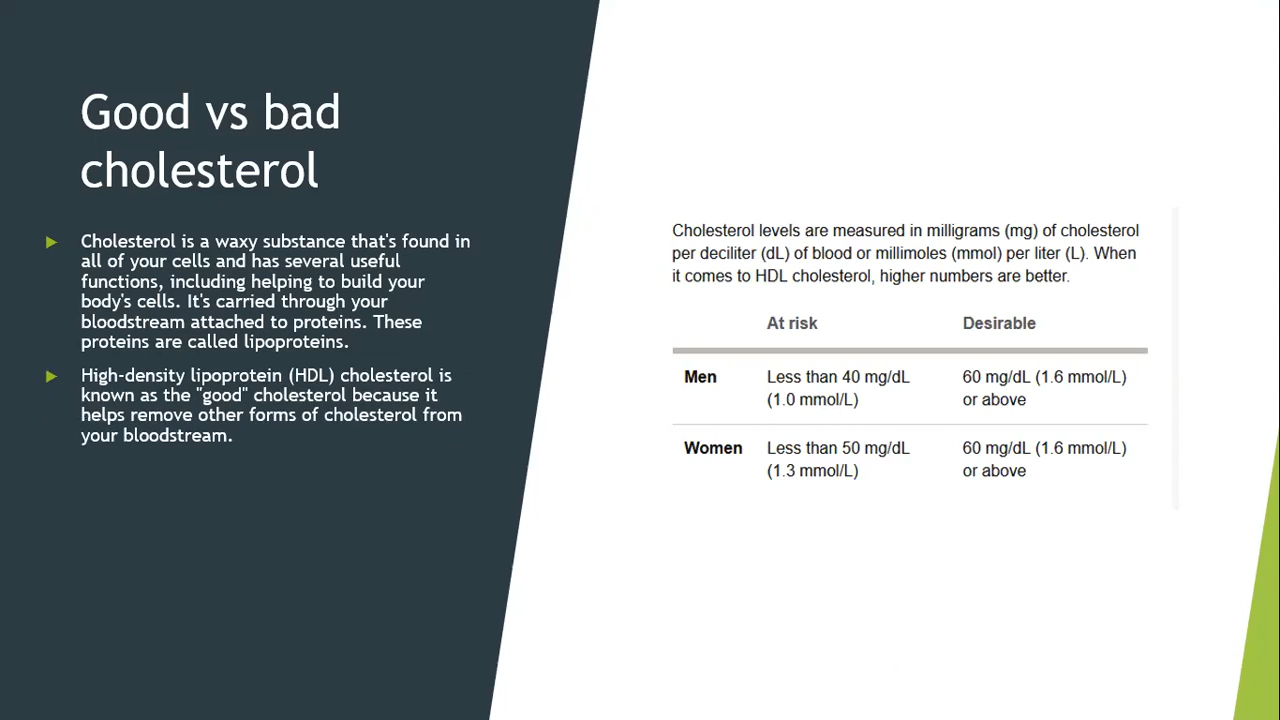 Good vs bad
cholesterol
Cholesterol is a waxy substance that's found in
all of your cells and has several useful
functions, including helping to build your
body's cells. It's carried through your
bloodstream attached to proteins. These
proteins are called lipoproteins.
High-density lipoprotein (HDL) cholesterol is
known as the "good" cholesterol because it
helps remove other forms of cholesterol from
your bloodstream.
Cholesterol levels are measured in milligrams (mg) of cholesterol
per deciliter (dL) of blood or millimoles (mmol) per liter (L). When
it comes to HDL cholesterol, higher numbers are better.
At risk Desirable
Men Less than 40 mg/dL 60 mg/dL (1.6 mmol/L)
(1.0 mmol/L) or above
Women Less than 50 mg/dL 60 mg/dL (1.6 mmol/L)
(1.3 mmol/L) or above